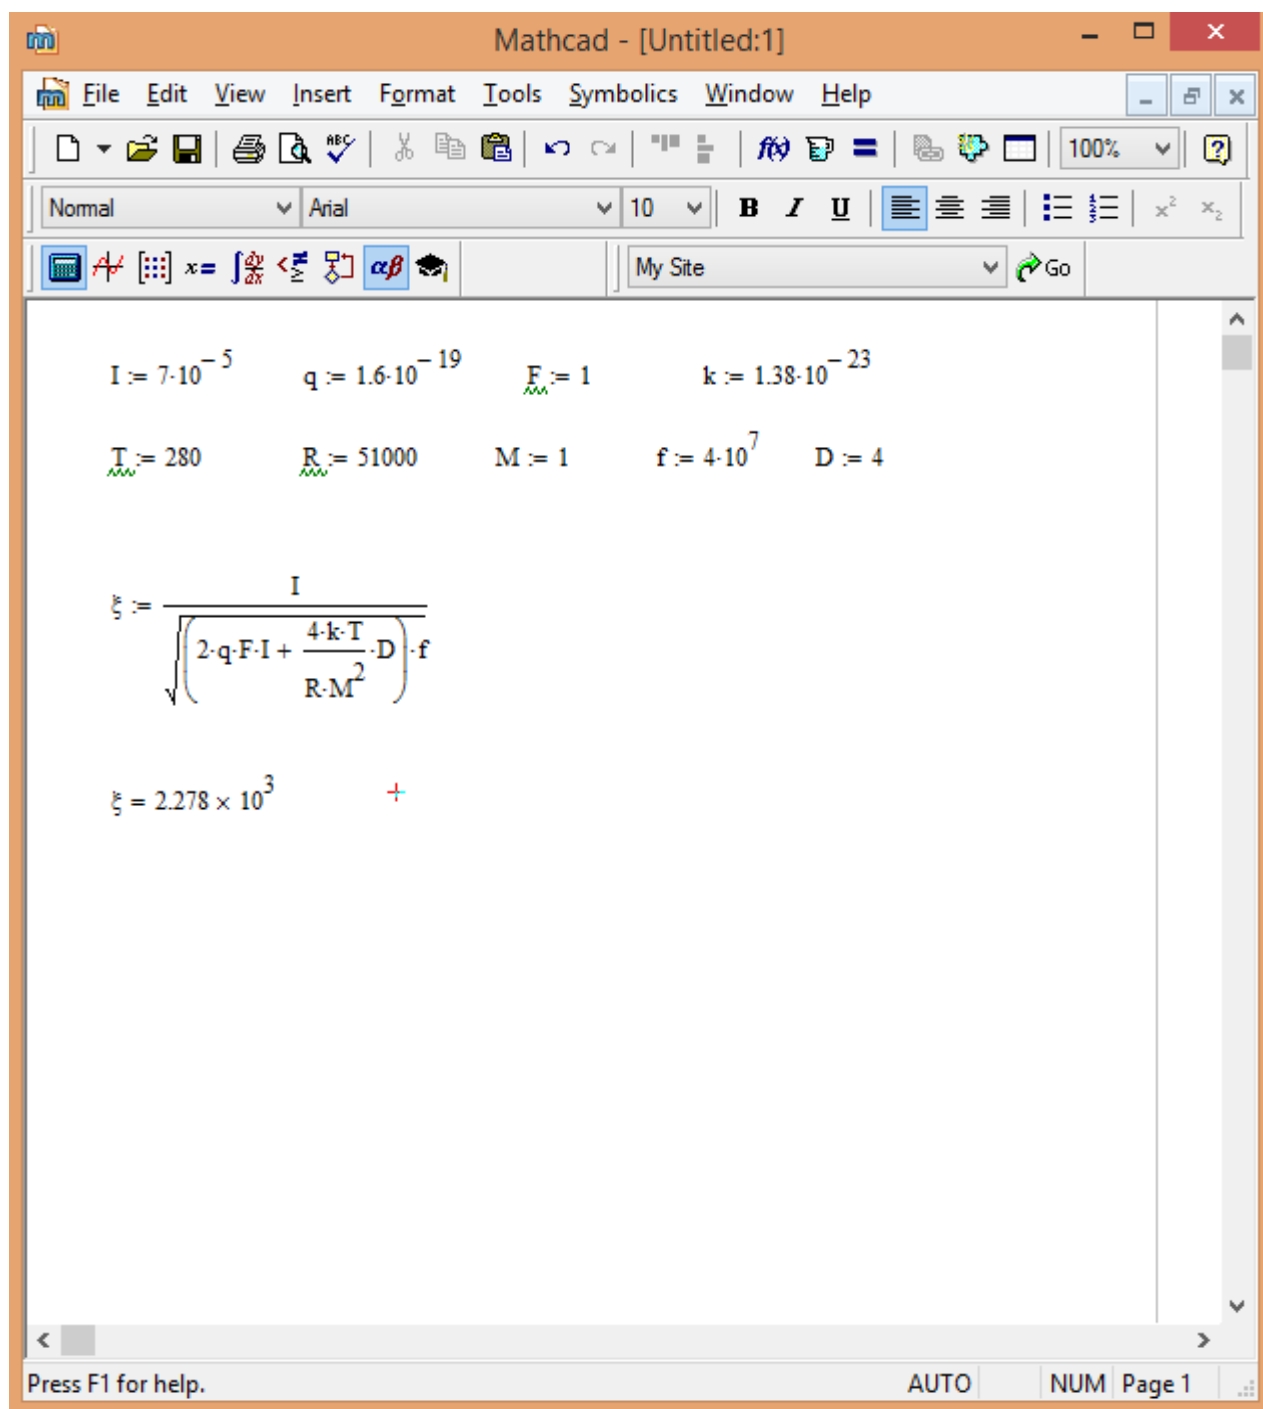 Mathcad - [Untitled:1]
File Edit View Insert Format Tools Symbolics Window Help
100%
Normal Arial 10 B I U
My Site Go
I := 7·10^-5 q := 1.6·10^-19 F := 1 k := 1.38·10^-23
T := 280 R := 51000 M := 1 f := 4·10^7 D := 4
ξ := I / √((2·q·F·I + (4·k·T)/(R·M^2)·D)·f)
ξ = 2.278 × 10^3
Press F1 for help. AUTO NUM Page 1